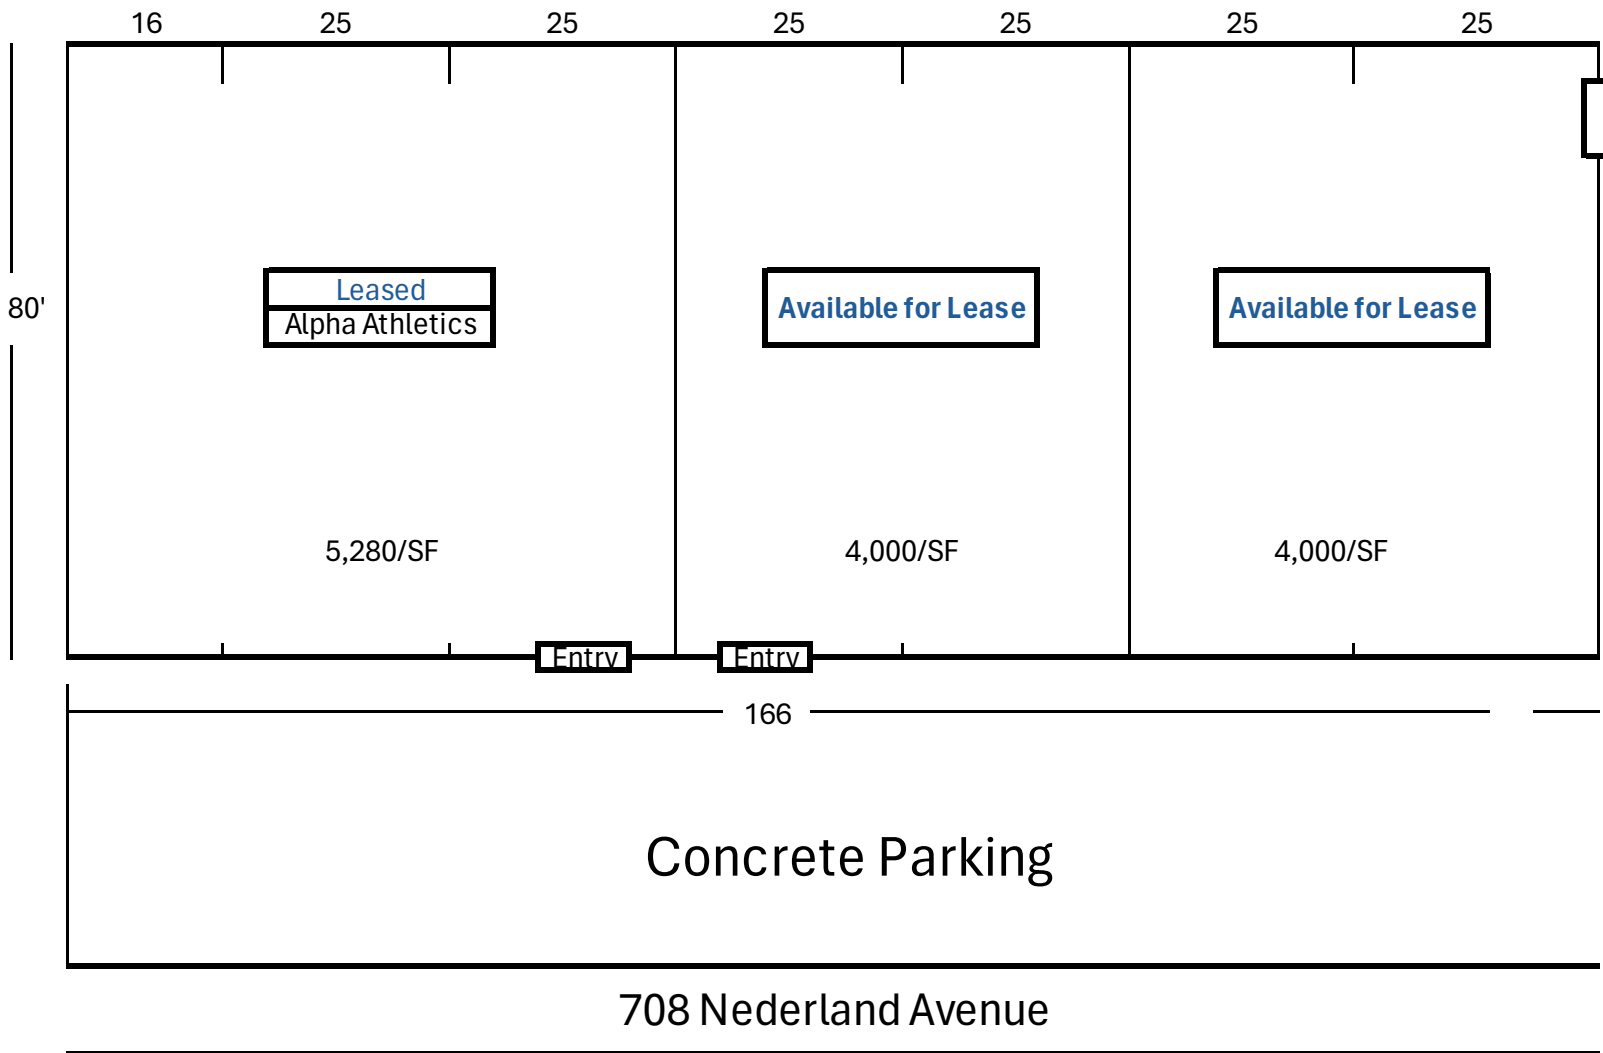 16 25 25 25 25 25 25
80'
Leased
Alpha Athletics
Available for Lease
Available for Lease
5,280/SF
4,000/SF
4,000/SF
Entry
Entry
166
Concrete Parking
708 Nederland Avenue